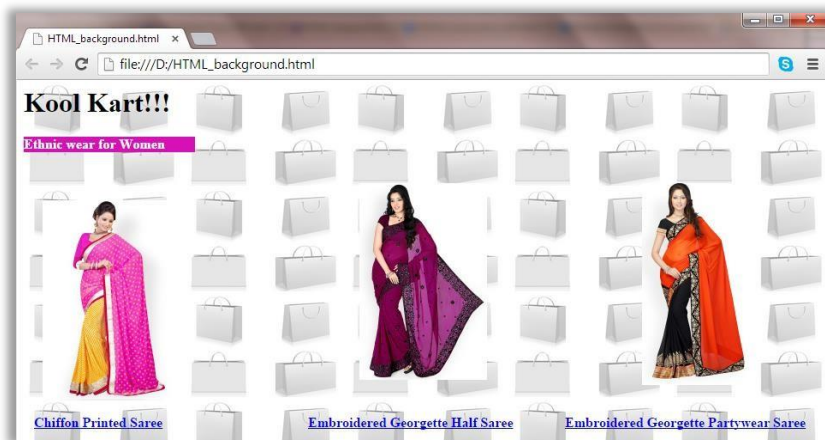 HTML_background.html
file:///D:/HTML_background.html
Kool Kart!!!
Ethnic wear for Women
Chiffon Printed Saree
Embroidered Georgette Half Saree
Embroidered Georgette Partywear Saree